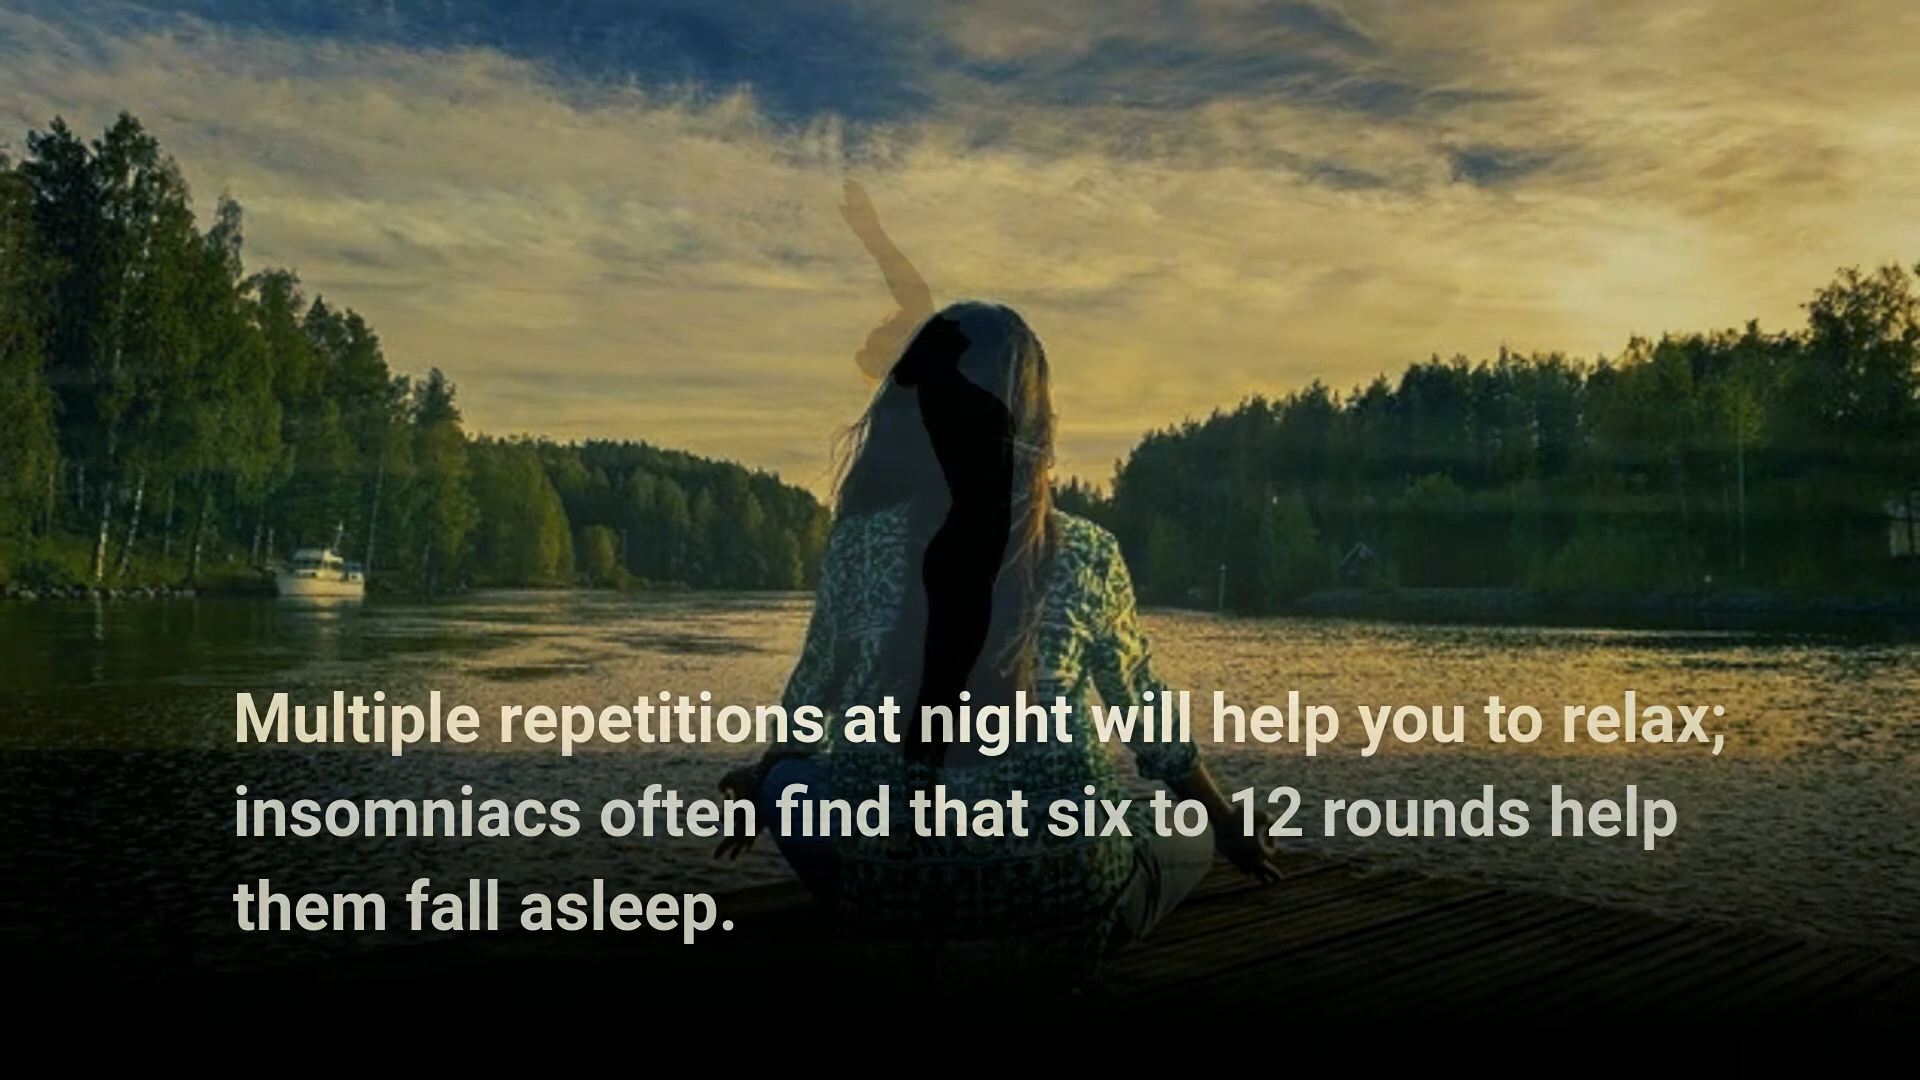 Multiple repetitions at night will help you to relax;
insomniacs often find that six to 12 rounds help
them fall asleep.